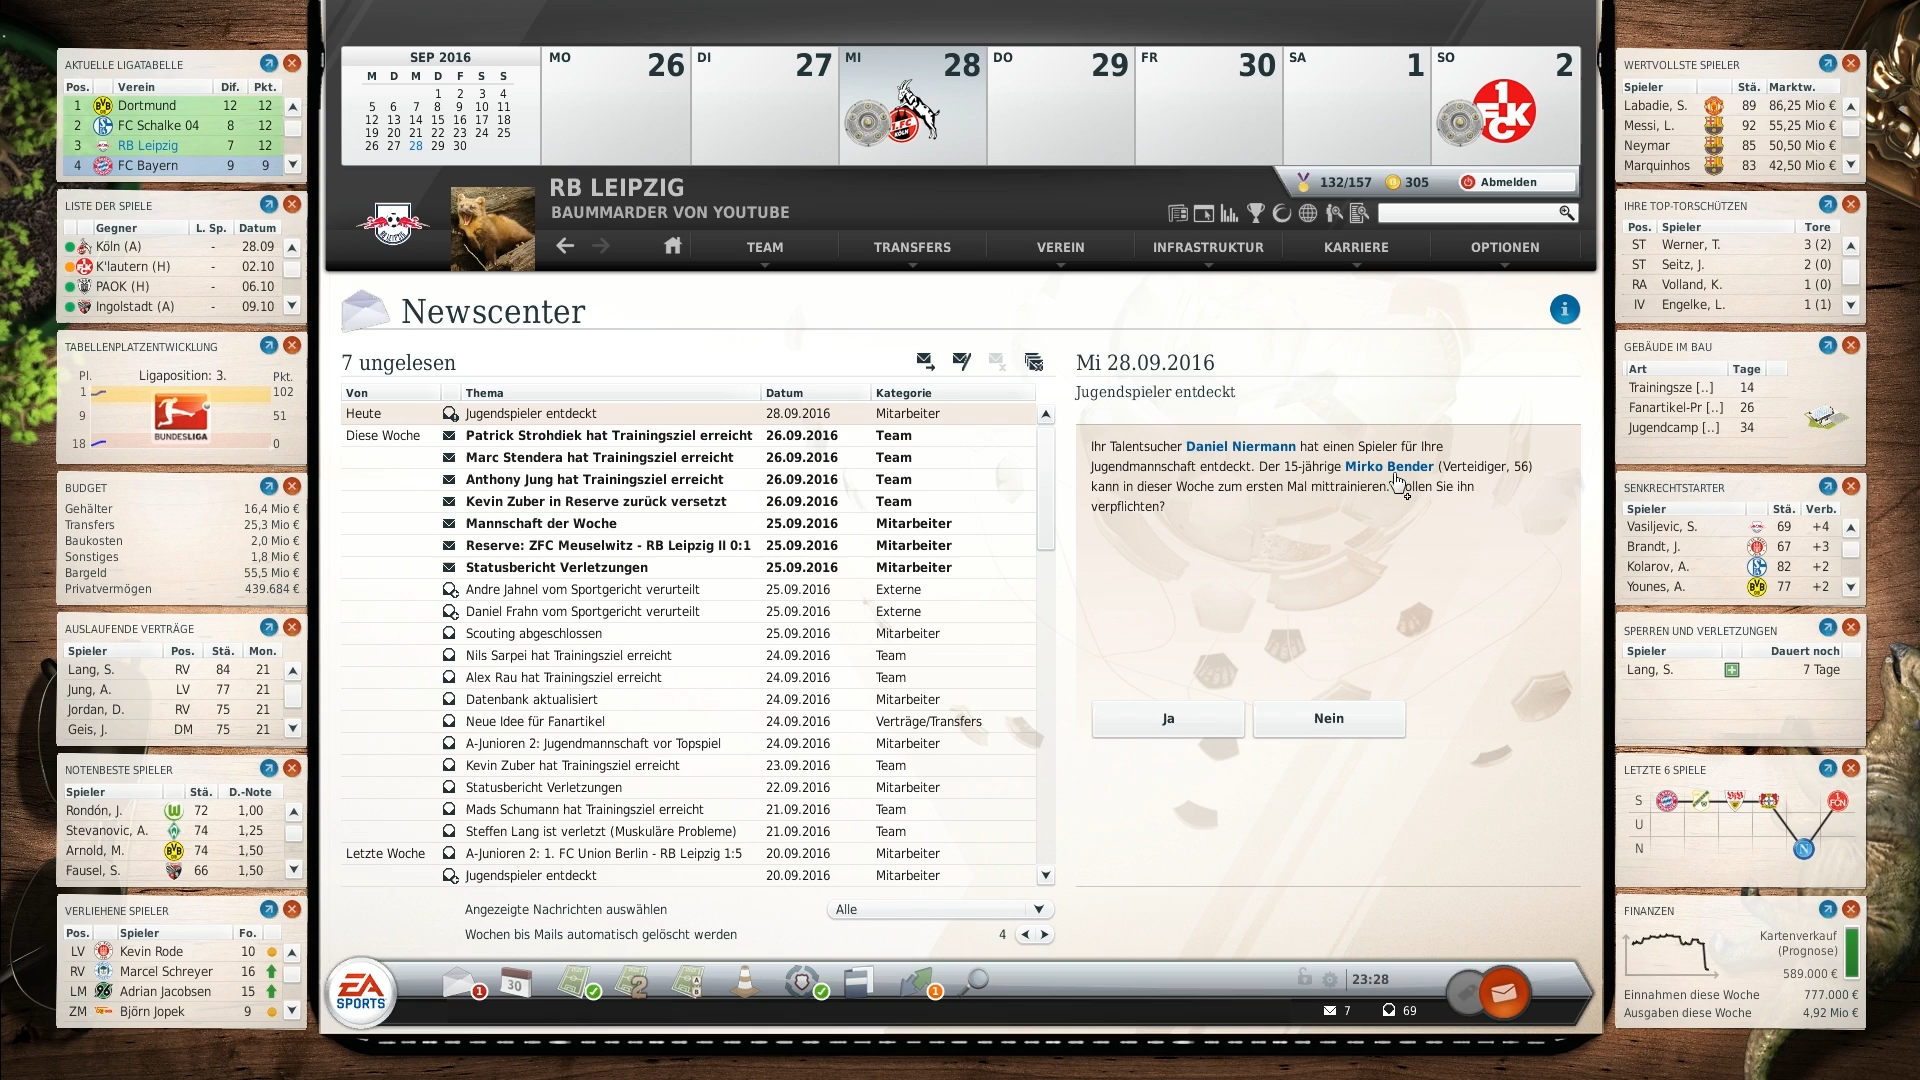 AKTUELLE LIGATABELLE
Pos. Verein Dif. Pkt.
1 Dortmund 12 12
2 FC Schalke 04 8 12
3 RB Leipzig 7 12
4 FC Bayern 9 9
LISTE DER SPIELE
Gegner L. Sp. Datum
Köln (A) - 28.09
K'lautern (H) - 02.10
PAOK (H) - 06.10
Ingolstadt (A) - 09.10
TABELLENPLATZENTWICKLUNG
Pl. Ligaposition: 3. Pkt.
1 102
9 51
18 0
BUNDESLIGA
BUDGET
Gehälter 16,4 Mio €
Transfers 25,3 Mio €
Baukosten 2,0 Mio €
Sonstiges 1,8 Mio €
Bargeld 55,5 Mio €
Privatvermögen 439.684 €
AUSLAUFENDE VERTRÄGE
Spieler Pos. Stä. Mon.
Lang, S. RV 84 21
Jung, A. LV 77 21
Jordan, D. RV 75 21
Geis, J. DM 75 21
NOTENBESTE SPIELER
Spieler Stä. D.-Note
Rondón, J. 72 1,00
Stevanovic, A. 74 1,25
Arnold, M. 74 1,50
Fausel, S. 66 1,50
VERLIEHENE SPIELER
Pos. Spieler Fo.
LV Kevin Rode 10
RV Marcel Schreyer 16
LM Adrian Jacobsen 15
ZM Björn Jopek 9
SEP 2016
M D M D F S S
1 2 3 4
5 6 7 8 9 10 11
12 13 14 15 16 17 18
19 20 21 22 23 24 25
26 27 28 29 30
MO 26
DI 27
MI 28
DO 29
FR 30
SA 1
SO 2
1.FC KÖLN
1 FCK
RB LEIPZIG
BAUMMARDER VON YOUTUBE
132/157 305 Abmelden
TEAM TRANSFERS VEREIN INFRASTRUKTUR KARRIERE OPTIONEN
Newscenter
7 ungelesen
Von Thema Datum Kategorie
Heute Jugendspieler entdeckt 28.09.2016 Mitarbeiter
Diese Woche Patrick Strohdiek hat Trainingsziel erreicht 26.09.2016 Team
Marc Stendera hat Trainingsziel erreicht 26.09.2016 Team
Anthony Jung hat Trainingsziel erreicht 26.09.2016 Team
Kevin Zuber in Reserve zurück versetzt 26.09.2016 Team
Mannschaft der Woche 25.09.2016 Mitarbeiter
Reserve: ZFC Meuselwitz - RB Leipzig II 0:1 25.09.2016 Mitarbeiter
Statusbericht Verletzungen 25.09.2016 Mitarbeiter
Andre Jahnel vom Sportgericht verurteilt 25.09.2016 Externe
Daniel Frahn vom Sportgericht verurteilt 25.09.2016 Externe
Scouting abgeschlossen 25.09.2016 Mitarbeiter
Nils Sarpei hat Trainingsziel erreicht 24.09.2016 Team
Alex Rau hat Trainingsziel erreicht 24.09.2016 Team
Datenbank aktualisiert 24.09.2016 Mitarbeiter
Neue Idee für Fanartikel 24.09.2016 Verträge/Transfers
A-Junioren 2: Jugendmannschaft vor Topspiel 24.09.2016 Mitarbeiter
Kevin Zuber hat Trainingsziel erreicht 23.09.2016 Team
Statusbericht Verletzungen 22.09.2016 Mitarbeiter
Mads Schumann hat Trainingsziel erreicht 21.09.2016 Team
Steffen Lang ist verletzt (Muskuläre Probleme) 21.09.2016 Team
Letzte Woche A-Junioren 2: 1. FC Union Berlin - RB Leipzig 1:5 20.09.2016 Mitarbeiter
Jugendspieler entdeckt 20.09.2016 Mitarbeiter
Angezeigte Nachrichten auswählen Alle
Wochen bis Mails automatisch gelöscht werden 4
Mi 28.09.2016
Jugendspieler entdeckt
Ihr Talentsucher Daniel Niermann hat einen Spieler für Ihre
Jugendmannschaft entdeckt. Der 15-jährige Mirko Bender (Verteidiger, 56)
kann in dieser Woche zum ersten Mal mittrainieren. Wollen Sie ihn
verpflichten?
Ja Nein
EA SPORTS
1 30 2 1
23:28
7 69
WERTVOLLSTE SPIELER
Spieler Stä. Marktw.
Labadie, S. 89 86,25 Mio €
Messi, L. 92 55,25 Mio €
Neymar 85 50,50 Mio €
Marquinhos 83 42,50 Mio €
IHRE TOP-TORSCHÜTZEN
Pos. Spieler Tore
ST Werner, T. 3 (2)
ST Seitz, J. 2 (0)
RA Volland, K. 1 (0)
IV Engelke, L. 1 (1)
GEBÄUDE IM BAU
Art Tage
Trainingsze [..] 14
Fanartikel-Pr [..] 26
Jugendcamp [..] 34
SENKRECHTSTARTER
Spieler Stä. Verb.
Vasiljevic, S. 69 +4
Brandt, J. 67 +3
Kolarov, A. 82 +2
Younes, A. 77 +2
SPERREN UND VERLETZUNGEN
Spieler Dauert noch
Lang, S. 7 Tage
LETZTE 6 SPIELE
S
U
N
FINANZEN
Kartenverkauf
(Prognose)
589.000 €
Einnahmen diese Woche 777.000 €
Ausgaben diese Woche 4,92 Mio €